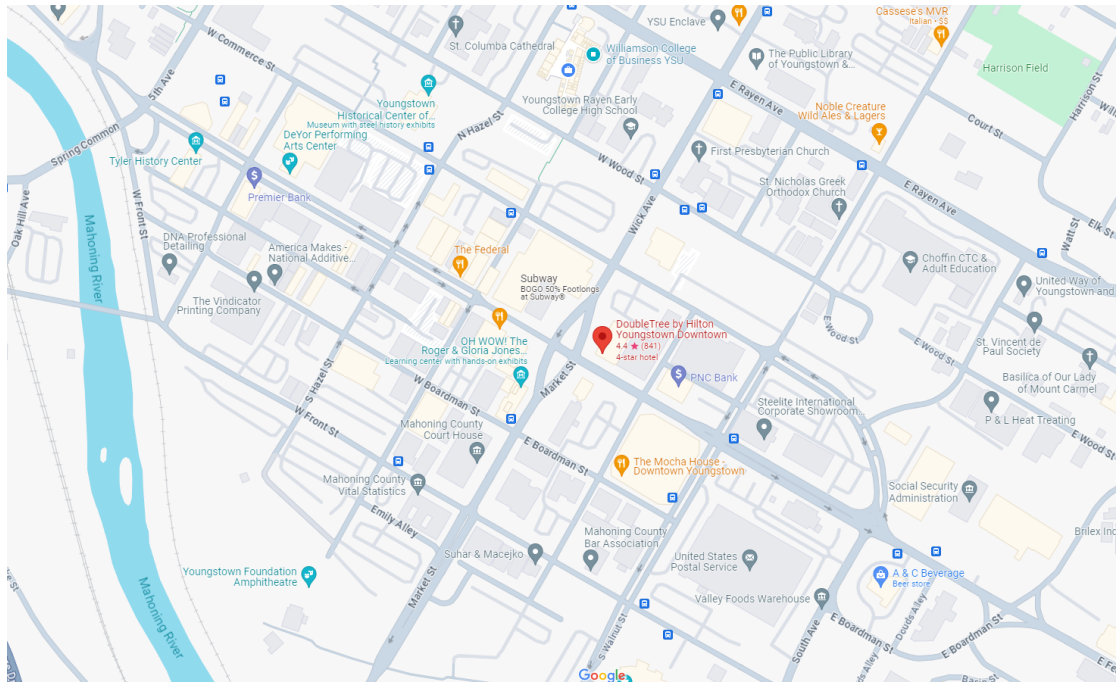 YSU Enclave
Cassese's MVR
Italian · $$
W Commerce St
St. Columba Cathedral
Williamson College
of Business YSU
The Public Library
of Youngstown &...
Harrison Field
Harrison St
5th Ave
Youngstown
Historical Center of...
Museum with steel history exhibits
Youngstown Rayen Early
College High School
E Rayen Ave
Noble Creature
Wild Ales & Lagers
Court St
N Hazel St
DeYor Performing
Arts Center
Spring Common
Tyler History Center
W Wood St
First Presbyterian Church
St. Nicholas Greek
Orthodox Church
E Rayen Ave
Premier Bank
Oak Hill Ave
W Front St
Wick Ave
Elk St
Watt St
Mahoning River
DNA Professional
Detailing
America Makes -
National Additive...
The Federal
Subway
BOGO 50% Footlongs
at Subway®
Choffin CTC &
Adult Education
United Way of
Youngstown and
The Vindicator
Printing Company
OH WOW! The
Roger & Gloria Jones...
Learning center with hands-on exhibits
DoubleTree by Hilton
Youngstown Downtown
4.4 ★ (841)
4-star hotel
E Wood St
E Wood St
St. Vincent de
Paul Society
S Hazel St
W Boardman St
Market St
PNC Bank
Basilica of Our Lady
of Mount Carmel
W Front St
Steelite International
Corporate Showroom...
P & L Heat Treating
Mahoning County
Court House
E Boardman St
E Wood St
The Mocha House -
Downtown Youngstown
Mahoning County
Vital Statistics
Social Security
Administration
Emily Alley
Mahoning County
Bar Association
Brilex Inc
Suhar & Macejko
United States
Postal Service
Youngstown Foundation
Amphitheatre
A & C Beverage
Beer store
Market St
Valley Foods Warehouse
Mahoning River
S Walnut St
South Ave
E Boardman St
Douds Alley
Douds Alley
E Boardman St
E Fe
Basin St
Google